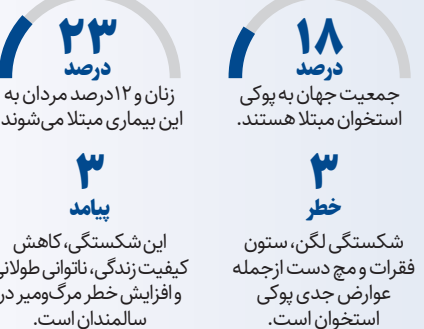 ۱۸
درصد
جمعیت جهان به پوکی
استخوان مبتلا هستند.
۲۳
درصد
زنان و ۱۲درصد مردان به
این بیماری مبتلا می‌شوند
۳
خطر
شکستگی لگن، ستون
فقرات و مچ دست ازجمله
عوارض جدی پوکی
استخوان است.
۳
پیامد
این شکستگی، کاهش
کیفیت زندگی، ناتوانی طولانی
و افزایش خطر مرگ‌ومیر در
سالمندان است.